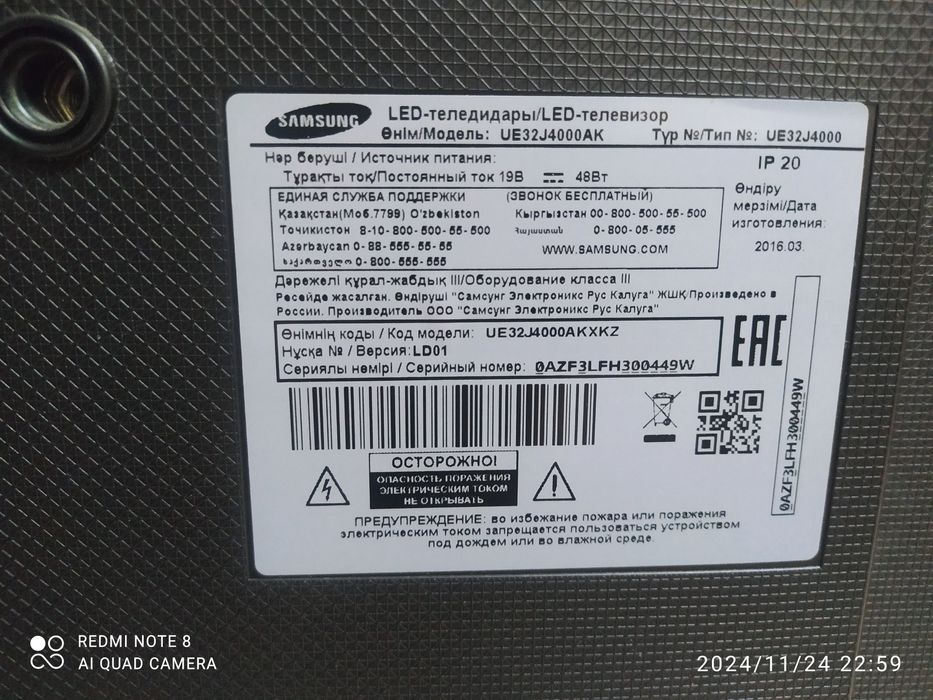 SAMSUNG
LED-теледидары/LED-телевизор
Өнім/Модель: UE32J4000AK Түр №/Тип №: UE32J4000
Нәр беруші / Источник питания:
Тұрақты тоқ/Постоянный ток 19В 48Вт
IP 20
ЕДИНАЯ СЛУЖБА ПОДДЕРЖКИ (ЗВОНОК БЕСПЛАТНЫЙ)
Қазақстан(Моб.7799) O'zbekiston Кыргызстан 00-800-500-55-500
Точикистон 8-10-800-500-55-500 Հայաստան 0-800-05-555
Azərbaycan 0-88-555-55-55 WWW.SAMSUNG.COM
საქართველო 0-800-555-555
Өндіру
мерзімі/Дата
изготовления:
2016.03.
Дәрежелі құрал-жабдық III/Оборудование класса III
Ресейде жасалған. Өндіруші "Самсунг Электроникс Рус Калуга" ЖШҚ/Произведено в
России. Производитель ООО "Самсунг Электроникс Рус Калуга"
Өнімнің коды / Код модели: UE32J4000AKXKZ
Нұсқа № / Версия: LD01
Сериялы нөмірі / Серийный номер: 0AZF3LFH300449W
EAC
0AZF3LFH300449W
ОСТОРОЖНО!
ОПАСНОСТЬ ПОРАЖЕНИЯ
ЭЛЕКТРИЧЕСКИМ ТОКОМ
НЕ ОТКРЫВАТЬ
ПРЕДУПРЕЖДЕНИЕ: во избежание пожара или поражения
электрическим током запрещается пользоваться устройством
под дождем или во влажной среде.
REDMI NOTE 8
AI QUAD CAMERA
2024/11/24 22:59